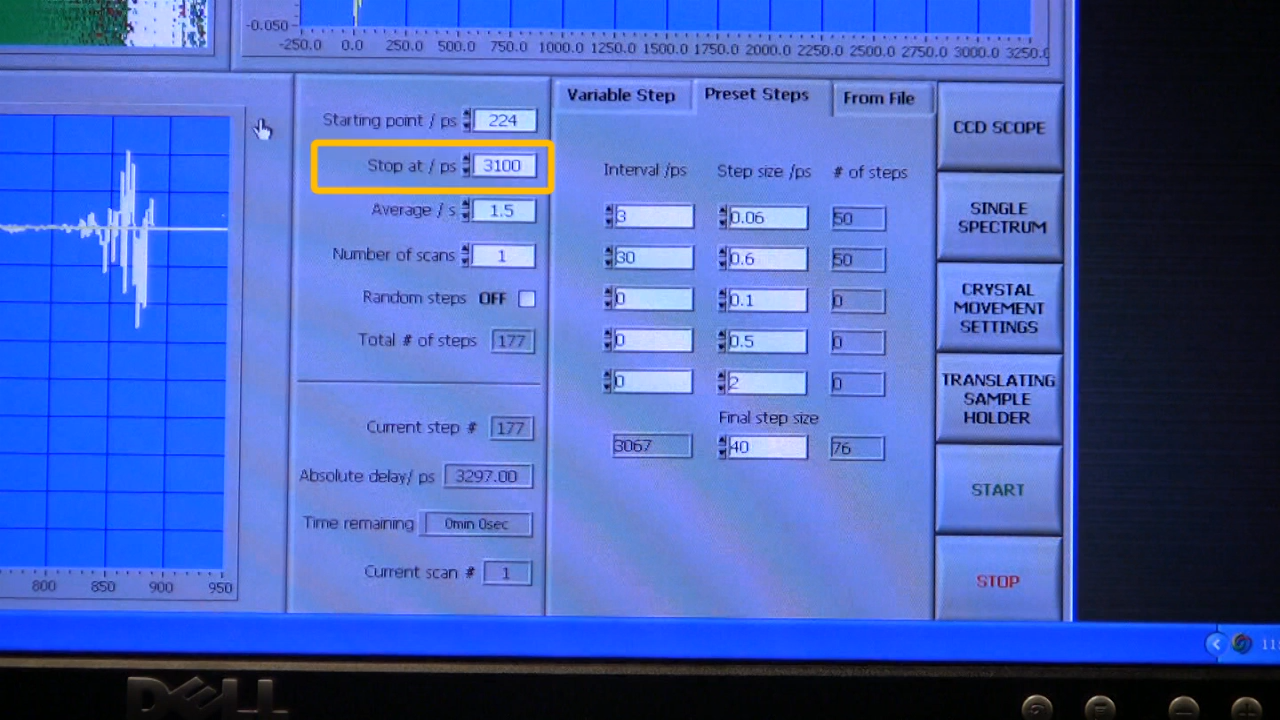 -0.050
-250.0 0.0 250.0 500.0 750.0 1000.0 1250.0 1500.0 1750.0 2000.0 2250.0 2500.0 2750.0 3000.0 3250.0
Starting point / ps 224
Stop at / ps 3100
Average / s 1.5
Number of scans 1
Random steps OFF
Total # of steps 177
Current step # 177
Absolute delay/ ps 3297.00
Time remaining 0min 0sec
Current scan # 1
800 850 900 950
Variable Step Preset Steps From File
Interval /ps Step size /ps # of steps
3 0.06 50
30 0.6 50
0 0.1 0
0 0.5 0
0 2 0
Final step size
3067 40 76
CCD SCOPE
SINGLE
SPECTRUM
CRYSTAL
MOVEMENT
SETTINGS
TRANSLATING
SAMPLE
HOLDER
START
STOP
DELL